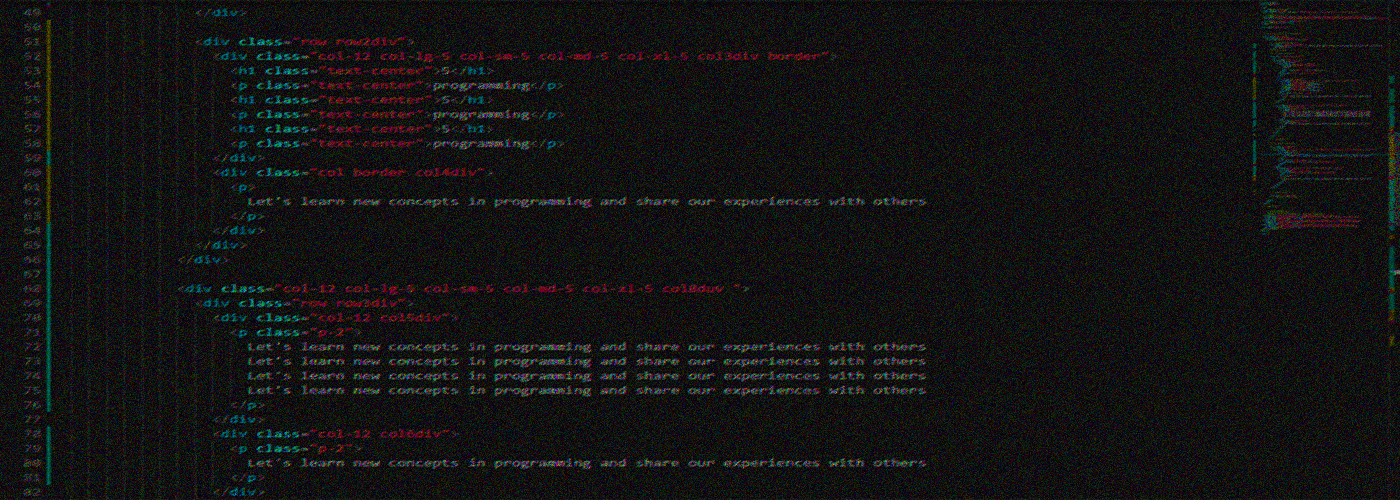 49 </div>
50
51 <div class="row row2div">
52 <div class="col-12 col-lg-5 col-sm-5 col-md-5 col-xl-5 col3div border">
53 <h1 class="text-center">5</h1>
54 <p class="text-center">programming</p>
55 <h1 class="text-center">5</h1>
56 <p class="text-center">programming</p>
57 <h1 class="text-center">5</h1>
58 <p class="text-center">programming</p>
59 </div>
60 <div class="col border col4div">
61 <p>
62 Let's learn new concepts in programming and share our experiences with others
63 </p>
64 </div>
65 </div>
66 </div>
67
68 <div class="col-12 col-lg-5 col-sm-5 col-md-5 col-xl-5 ">
69 <div class="row row3div">
70 <div class="col-12 col5div">
71 <p class="p-2">
72 Let's learn new concepts in programming and share our experiences with others
73 Let's learn new concepts in programming and share our experiences with others
74 Let's learn new concepts in programming and share our experiences with others
75 Let's learn new concepts in programming and share our experiences with others
76 </p>
77 </div>
78 <div class="col-12 col6div">
79 <p class="p-2">
80 Let's learn new concepts in programming and share our experiences with others
81 </p>
82 </div>